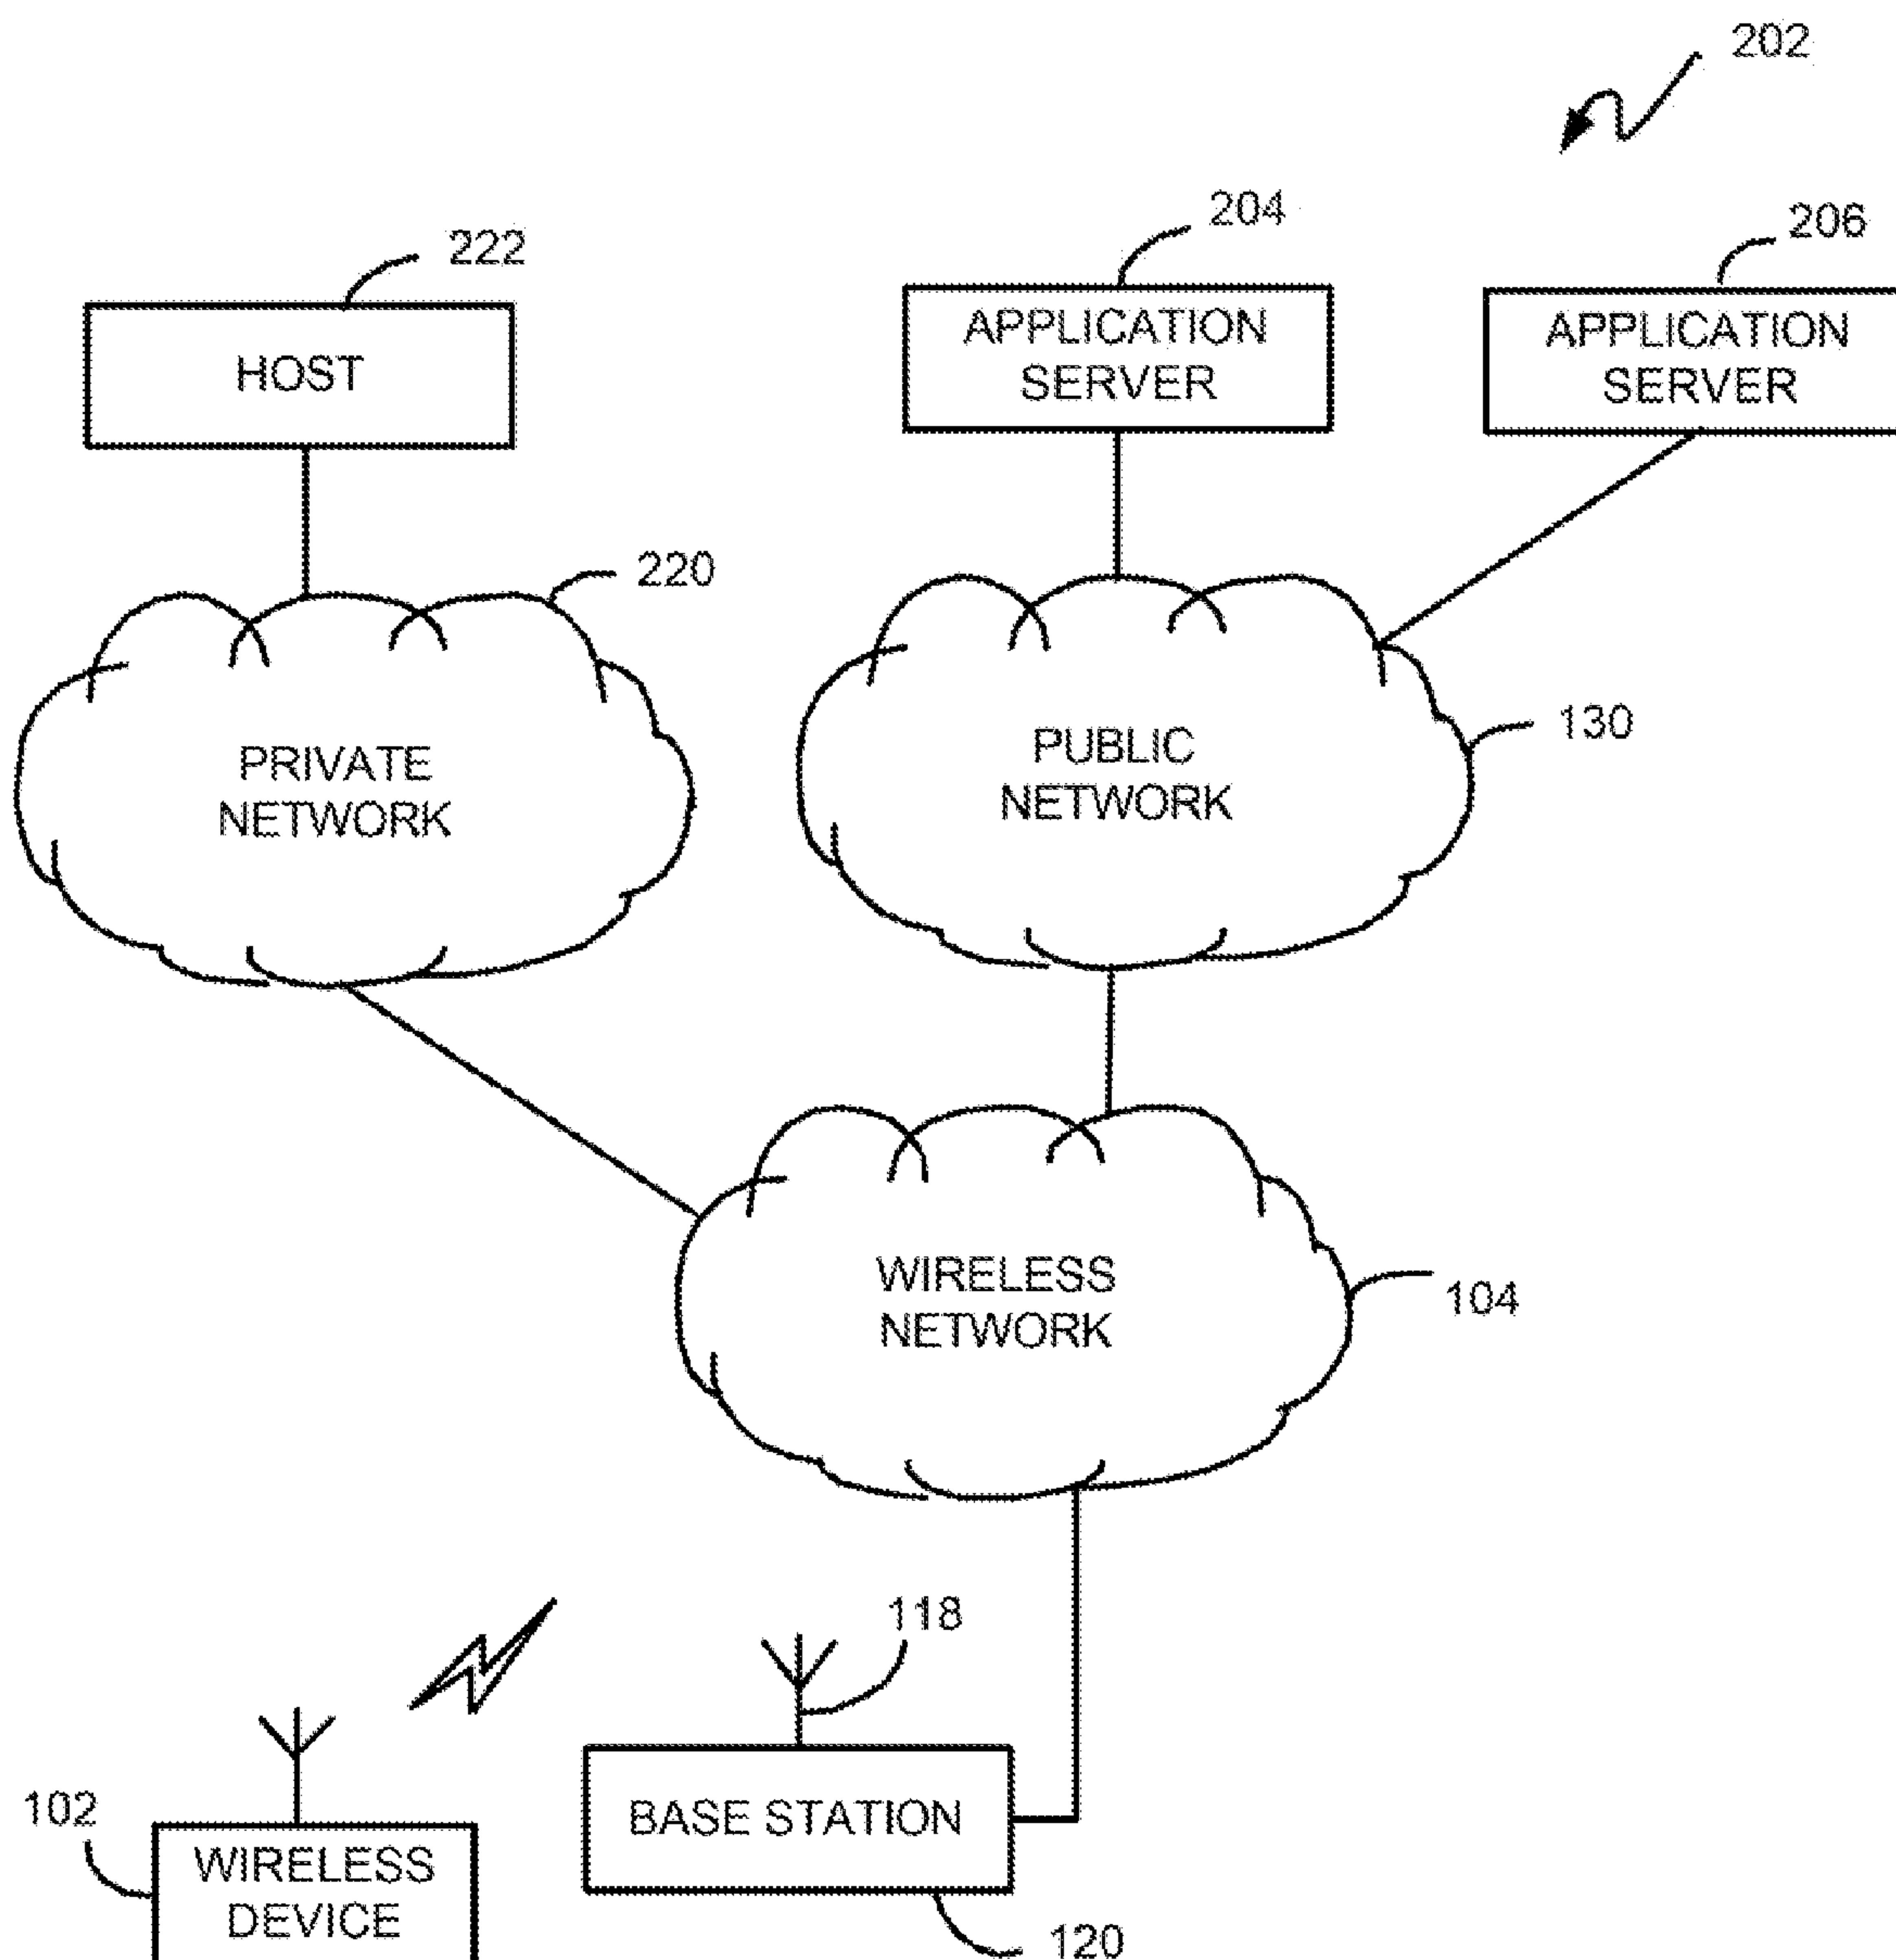 202
204
206
222
APPLICATION
SERVER
APPLICATION
SERVER
HOST
220
130
PRIVATE
NETWORK
PUBLIC
NETWORK
WIRELESS
NETWORK
104
118
102
BASE STATION
WIRELESS
DEVICE
120